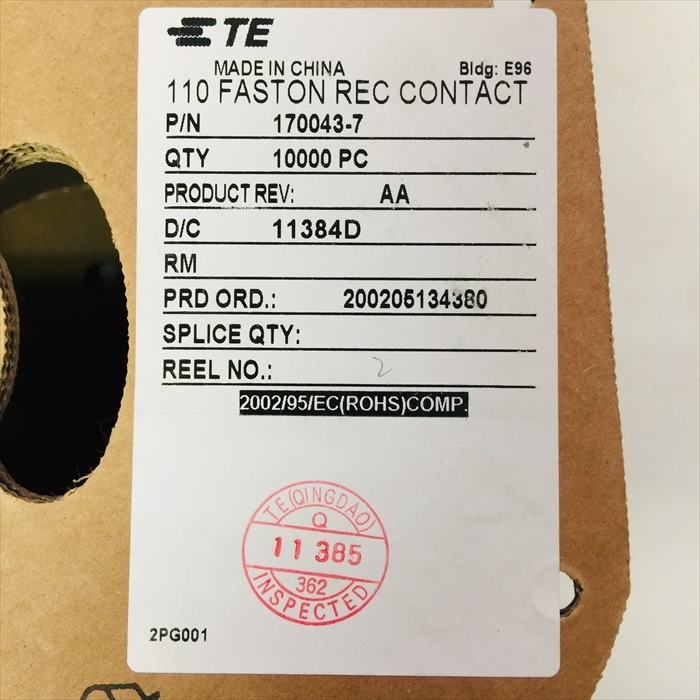 TE
MADE IN CHINA Bldg: E96
110 FASTON REC CONTACT
P/N 170043-7
QTY 10000 PC
PRODUCT REV: AA
D/C 11384D
RM
PRD ORD.: 200205134380
SPLICE QTY:
REEL NO.: 2
2002/95/EC(ROHS)COMP.
TE(QINGDAO)
Q
11 385
362
INSPECTED
2PG001